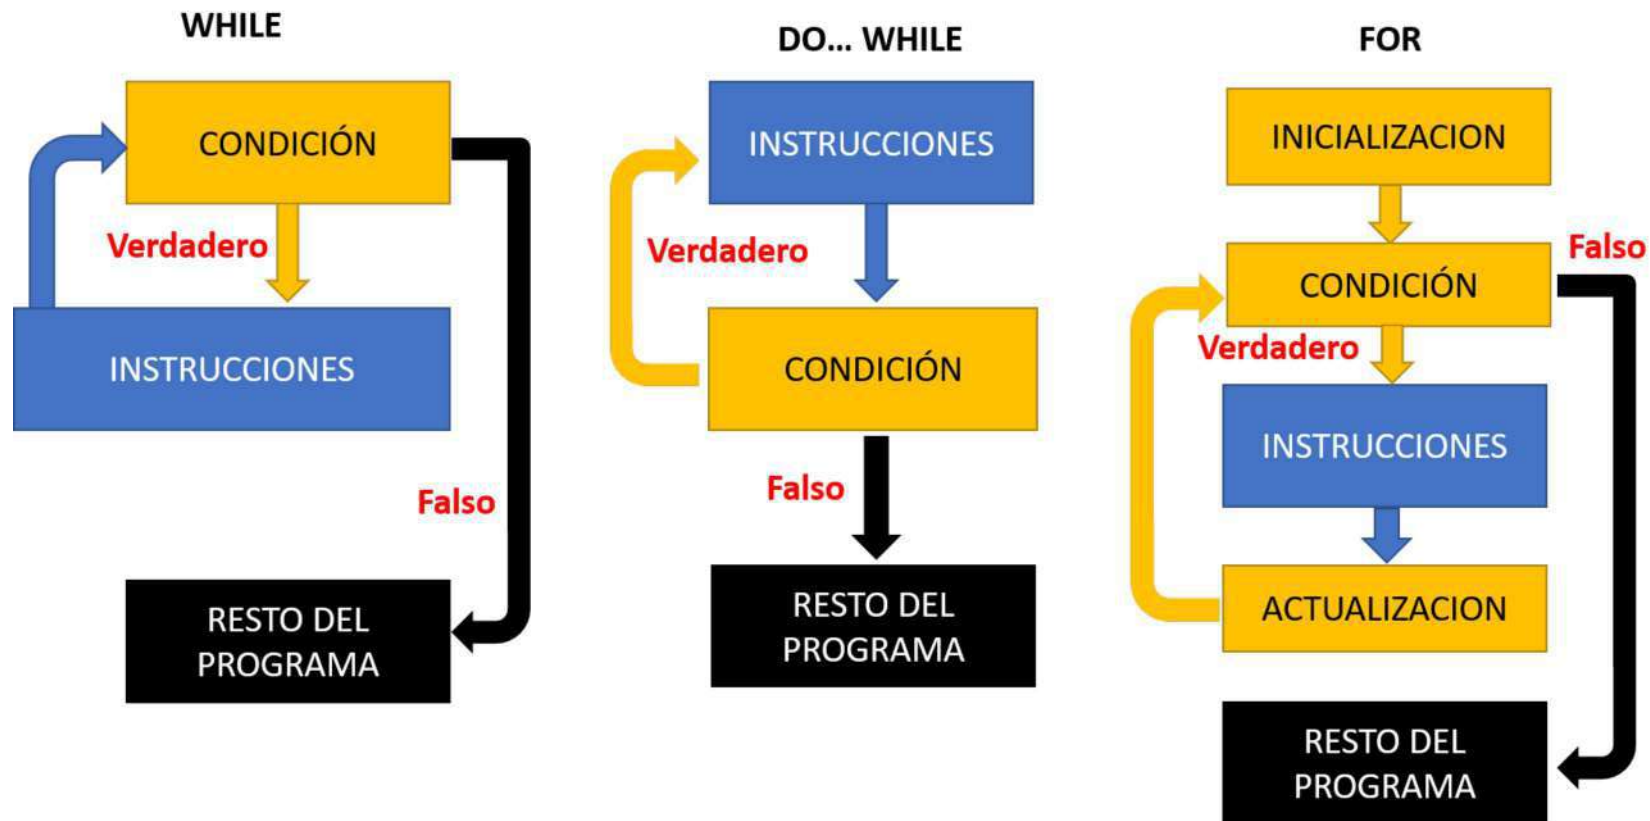 WHILE
CONDICIÓN
Verdadero
INSTRUCCIONES
Falso
RESTO DEL
PROGRAMA
DO... WHILE
INSTRUCCIONES
Verdadero
CONDICIÓN
Falso
RESTO DEL
PROGRAMA
FOR
INICIALIZACION
Falso
CONDICIÓN
Verdadero
INSTRUCCIONES
ACTUALIZACION
RESTO DEL
PROGRAMA